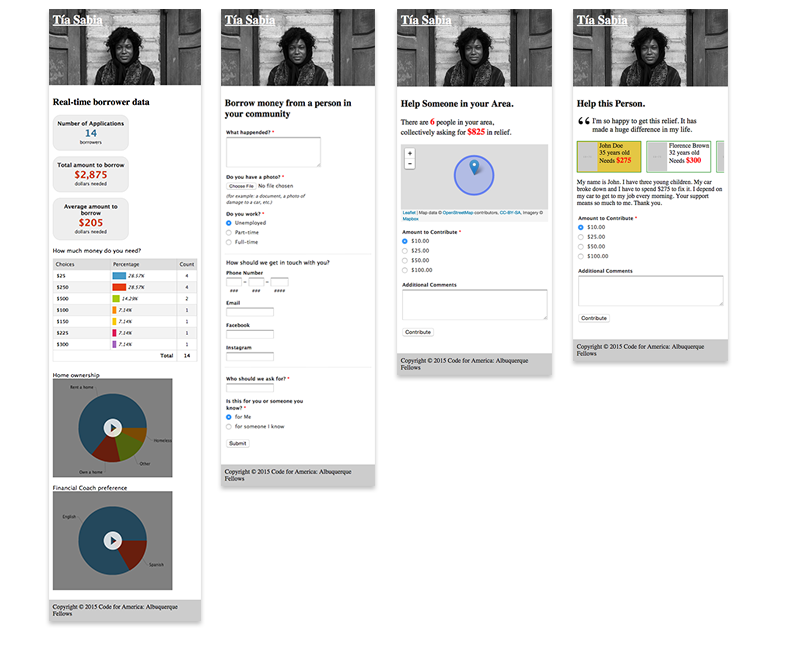 Tía Sabia
Real-time borrower data
Number of Applications
14
borrowers
Total amount to borrow
$2,875
dollars needed
Average amount to
borrow
$205
dollars needed
How much money do you need?
Choices Percentage Count
$25 28.57% 4
$250 28.57% 4
$500 14.29% 2
$100 7.14% 1
$150 7.14% 1
$225 7.14% 1
$300 7.14% 1
Total 14
Home ownership
Rent a home
Homeless
Other
Own a home
Financial Coach preference
English
Spanish
Copyright © 2015 Code for America: Albuquerque
Fellows
Tía Sabia
Borrow money from a person in
your community
What happended? *
Do you have a photo? *
Choose File No file chosen
(for example: a document, a photo of
damage to a car, etc.)
Do you work? *
Unemployed
Part-time
Full-time
How should we get in touch with you?
Phone Number
– –
### ### ####
Email
Facebook
Instagram
Who should we ask for? *
Is this for you or someone you
know? *
for Me
for someone I know
Submit
Copyright © 2015 Code for America: Albuquerque
Fellows
Tía Sabia
Help Someone in your Area.
There are 6 people in your area,
collectively asking for $825 in relief.
+
−
Leaflet | Map data © OpenStreetMap contributors, CC-BY-SA, Imagery ©
Mapbox
Amount to Contribute *
$10.00
$25.00
$50.00
$100.00
Additional Comments
Contribute
Copyright © 2015 Code for America: Albuquerque
Fellows
Tía Sabia
Help this Person.
“ I'm so happy to get this relief. It has
made a huge difference in my life.
John Doe
35 years old
Needs $275
Florence Brown
32 years old
Needs $300
My name is John. I have three young children. My car
broke down and I have to spend $275 to fix it. I depend on
my car to get to my job every morning. Your support
means so much to me. Thank you.
Amount to Contribute *
$10.00
$25.00
$50.00
$100.00
Additional Comments
Contribute
Copyright © 2015 Code for America: Albuquerque
Fellows